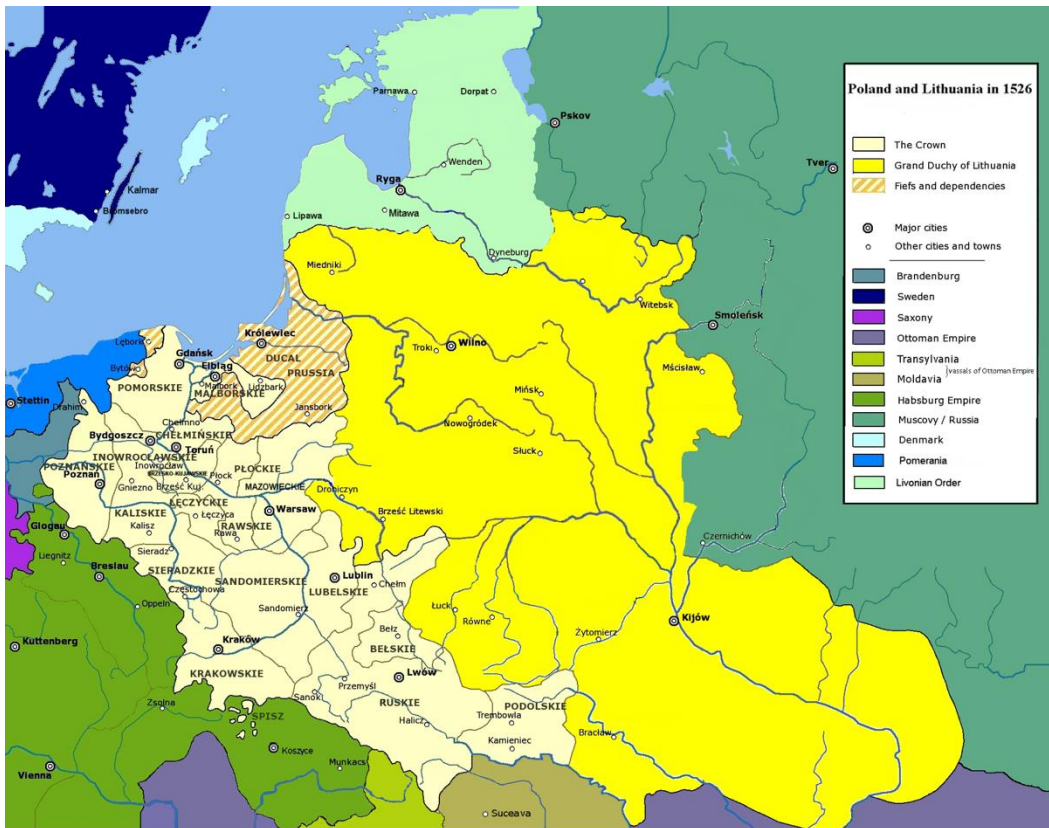 Poland and Lithuania in 1526
The Crown
Grand Duchy of Lithuania
Fiefs and dependencies
Major cities
Other cities and towns
Brandenburg
Sweden
Saxony
Ottoman Empire
Transylvania
vassals of Ottoman Empire
Moldavia
Habsburg Empire
Muscovy / Russia
Denmark
Pomerania
Livonian Order
Parnawa
Dorpat
Pskov
Wenden
Tver
Ryga
Kalmar
Bromsebro
Lipawa
Mitawa
Dyneburg
Miedniki
Witebsk
Smoleńsk
Lębork
Królewiec
Gdańsk
Bytów
Elbląg
DUCAL
PRUSSIA
Troki
Wilno
Mścisław
POMORSKIE
Malbork
MALBORSKIE
Lidzbark
Jansbork
Mińsk
Stettin
Drahim
Nowogródek
Chełmno
CHEŁMIŃSKIE
Bydgoszcz
Toruń
Słuck
INOWROCŁAWSKIE
Inowrocław
POZNAŃSKIE
Poznań
BRZESKO-KUJAWSKIE
PŁOCKIE
Gniezno
Brześć Kuj.
Płock
MAZOWIECKIE
Drohiczyn
ŁĘCZYCKIE
Łęczyca
KALISKIE
Kalisz
RAWSKIE
Rawa
Warsaw
Brześć Litewski
Glogau
Liegnitz
Sieradz
Czernichów
SIERADZKIE
Breslau
SANDOMIERSKIE
Lublin
LUBELSKIE
Chełm
Częstochowa
Oppeln
Sandomierz
Łuck
Równe
Kijów
Kuttenberg
Kraków
Bełz
BEŁSKIE
Żytomierz
KRAKOWSKIE
Lwów
Przemyśl
Sanok
RUSKIE
Halicz
PODOLSKIE
Trembowla
Kamieniec
Bracław
Zsolna
SPISZ
Koszyce
Munkacs
Vienna
Suceava